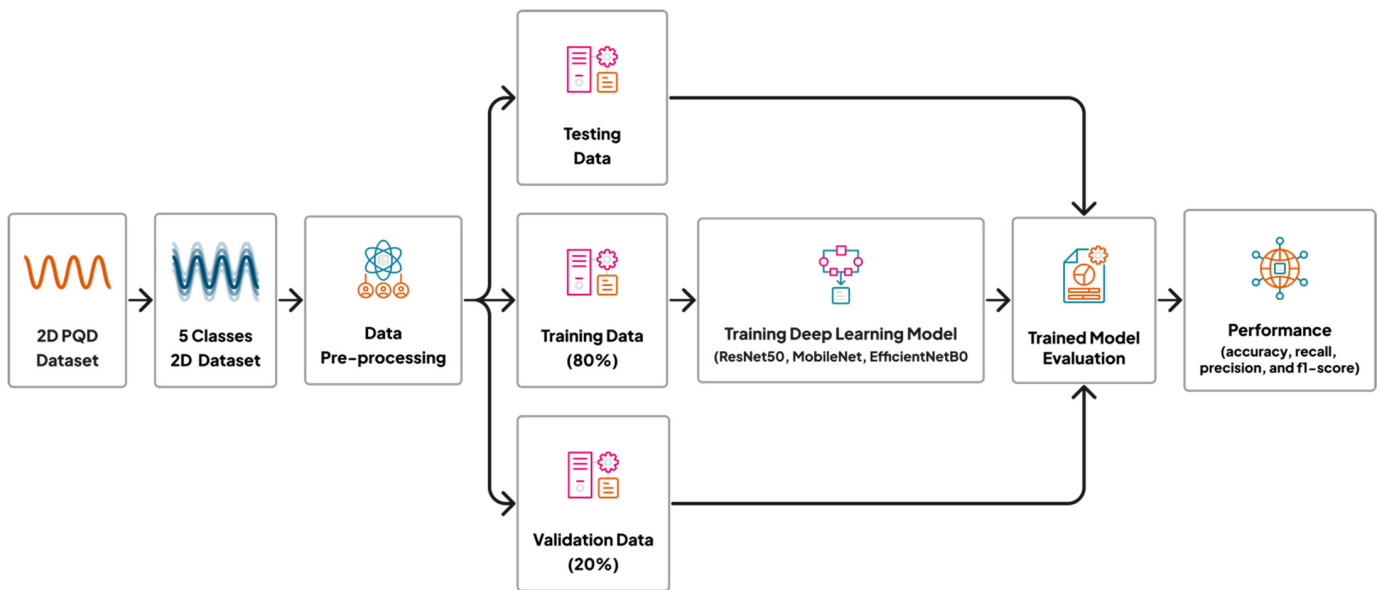 Testing
Data
2D PQD
Dataset
5 Classes
2D Dataset
Data
Pre-processing
Training Data
(80%)
Training Deep Learning Model
(ResNet50, MobileNet, EfficientNetB0
Trained Model
Evaluation
Performance
(accuracy, recall,
precision, and f1-score)
Validation Data
(20%)